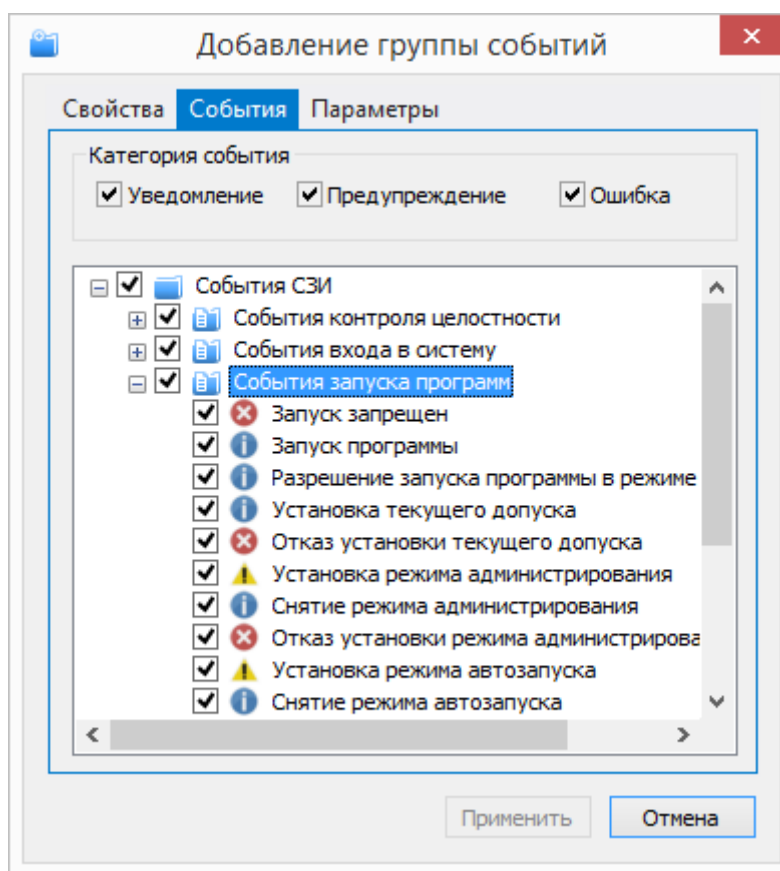 Добавление группы событий
Свойства События Параметры
Категория события
Уведомление Предупреждение Ошибка
События СЗИ
События контроля целостности
События входа в систему
События запуска программ
Запуск запрещен
Запуск программы
Разрешение запуска программы в режиме
Установка текущего допуска
Отказ установки текущего допуска
Установка режима администрирования
Снятие режима администрирования
Отказ установки режима администрирова
Установка режима автозапуска
Снятие режима автозапуска
Применить Отмена